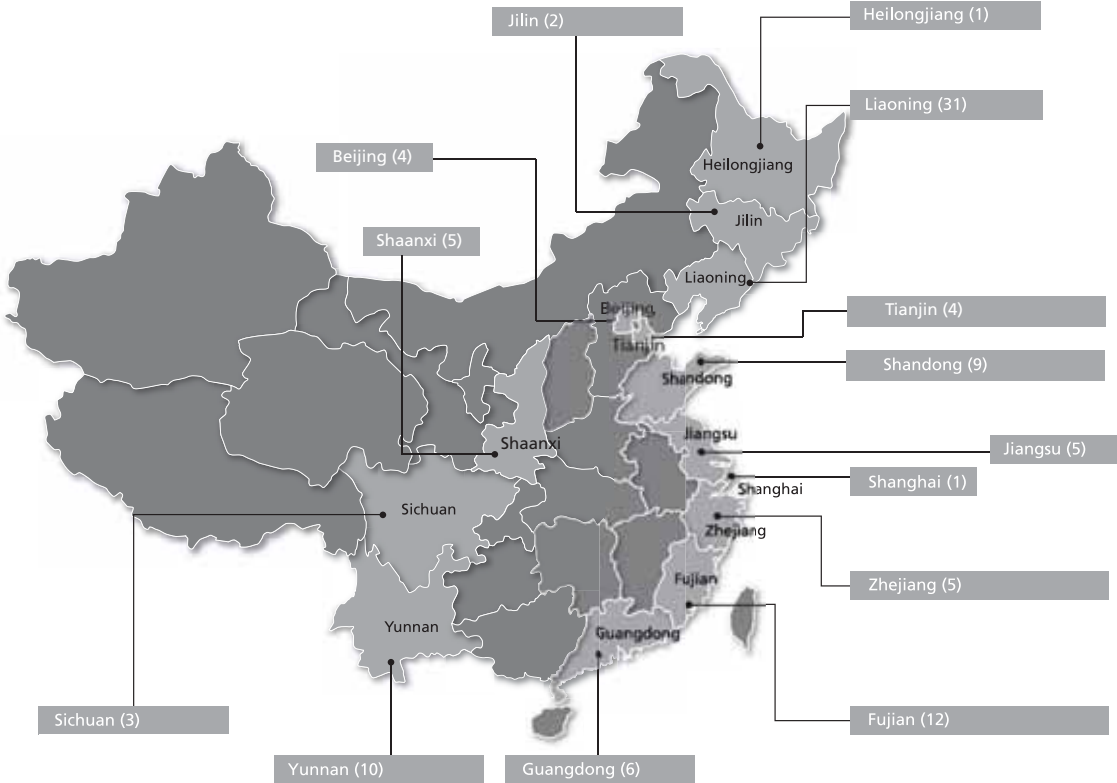 Jilin (2)
Heilongjiang (1)
Liaoning (31)
Beijing (4)
Heilongjiang
Jilin
Shaanxi (5)
Liaoning
Beijing
Tianjin (4)
Tianjin
Shandong (9)
Shandong
Jiangsu
Shaanxi
Jiangsu (5)
Shanghai (1)
Shanghai
Sichuan
Zhejiang
Fujian
Zhejiang (5)
Yunnan
Guangdong
Sichuan (3)
Fujian (12)
Yunnan (10)
Guangdong (6)